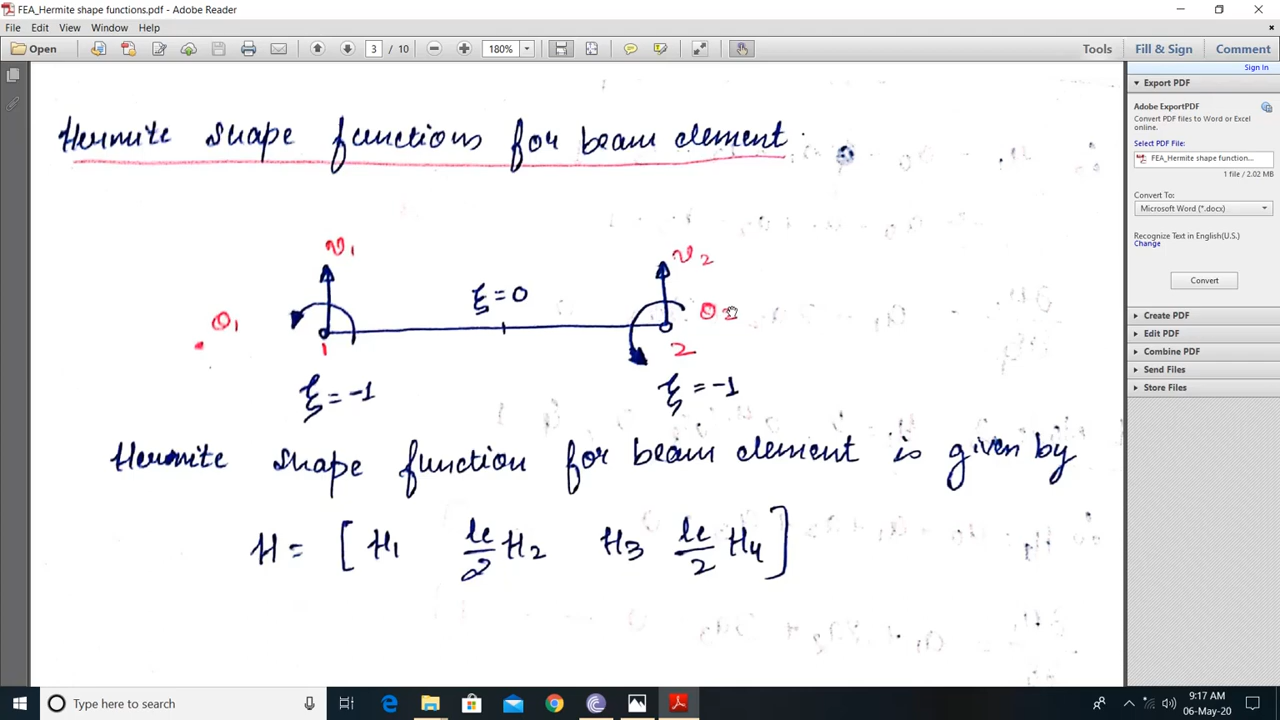 FEA_Hermite shape functions.pdf - Adobe Reader
File Edit View Window Help
Open 3 / 10 180% Tools Fill & Sign Comment
Sign In
Export PDF
Adobe ExportPDF
Convert PDF files to Word or Excel online.
Select PDF File:
FEA_Hermite shape function...
1 file / 2.02 MB
Convert To:
Microsoft Word (*.docx)
Recognize Text in English(U.S.)
Change
Convert
Create PDF
Edit PDF
Combine PDF
Send Files
Store Files
Hermite shape functions for beam element.
v1 v2
ξ=0
θ1 θ2
1 2
ξ=-1 ξ=-1
Hermite shape function for beam element is given by
H= [ H1 le/2 H2 H3 le/2 H4 ]
Type here to search
9:17 AM
06-May-20